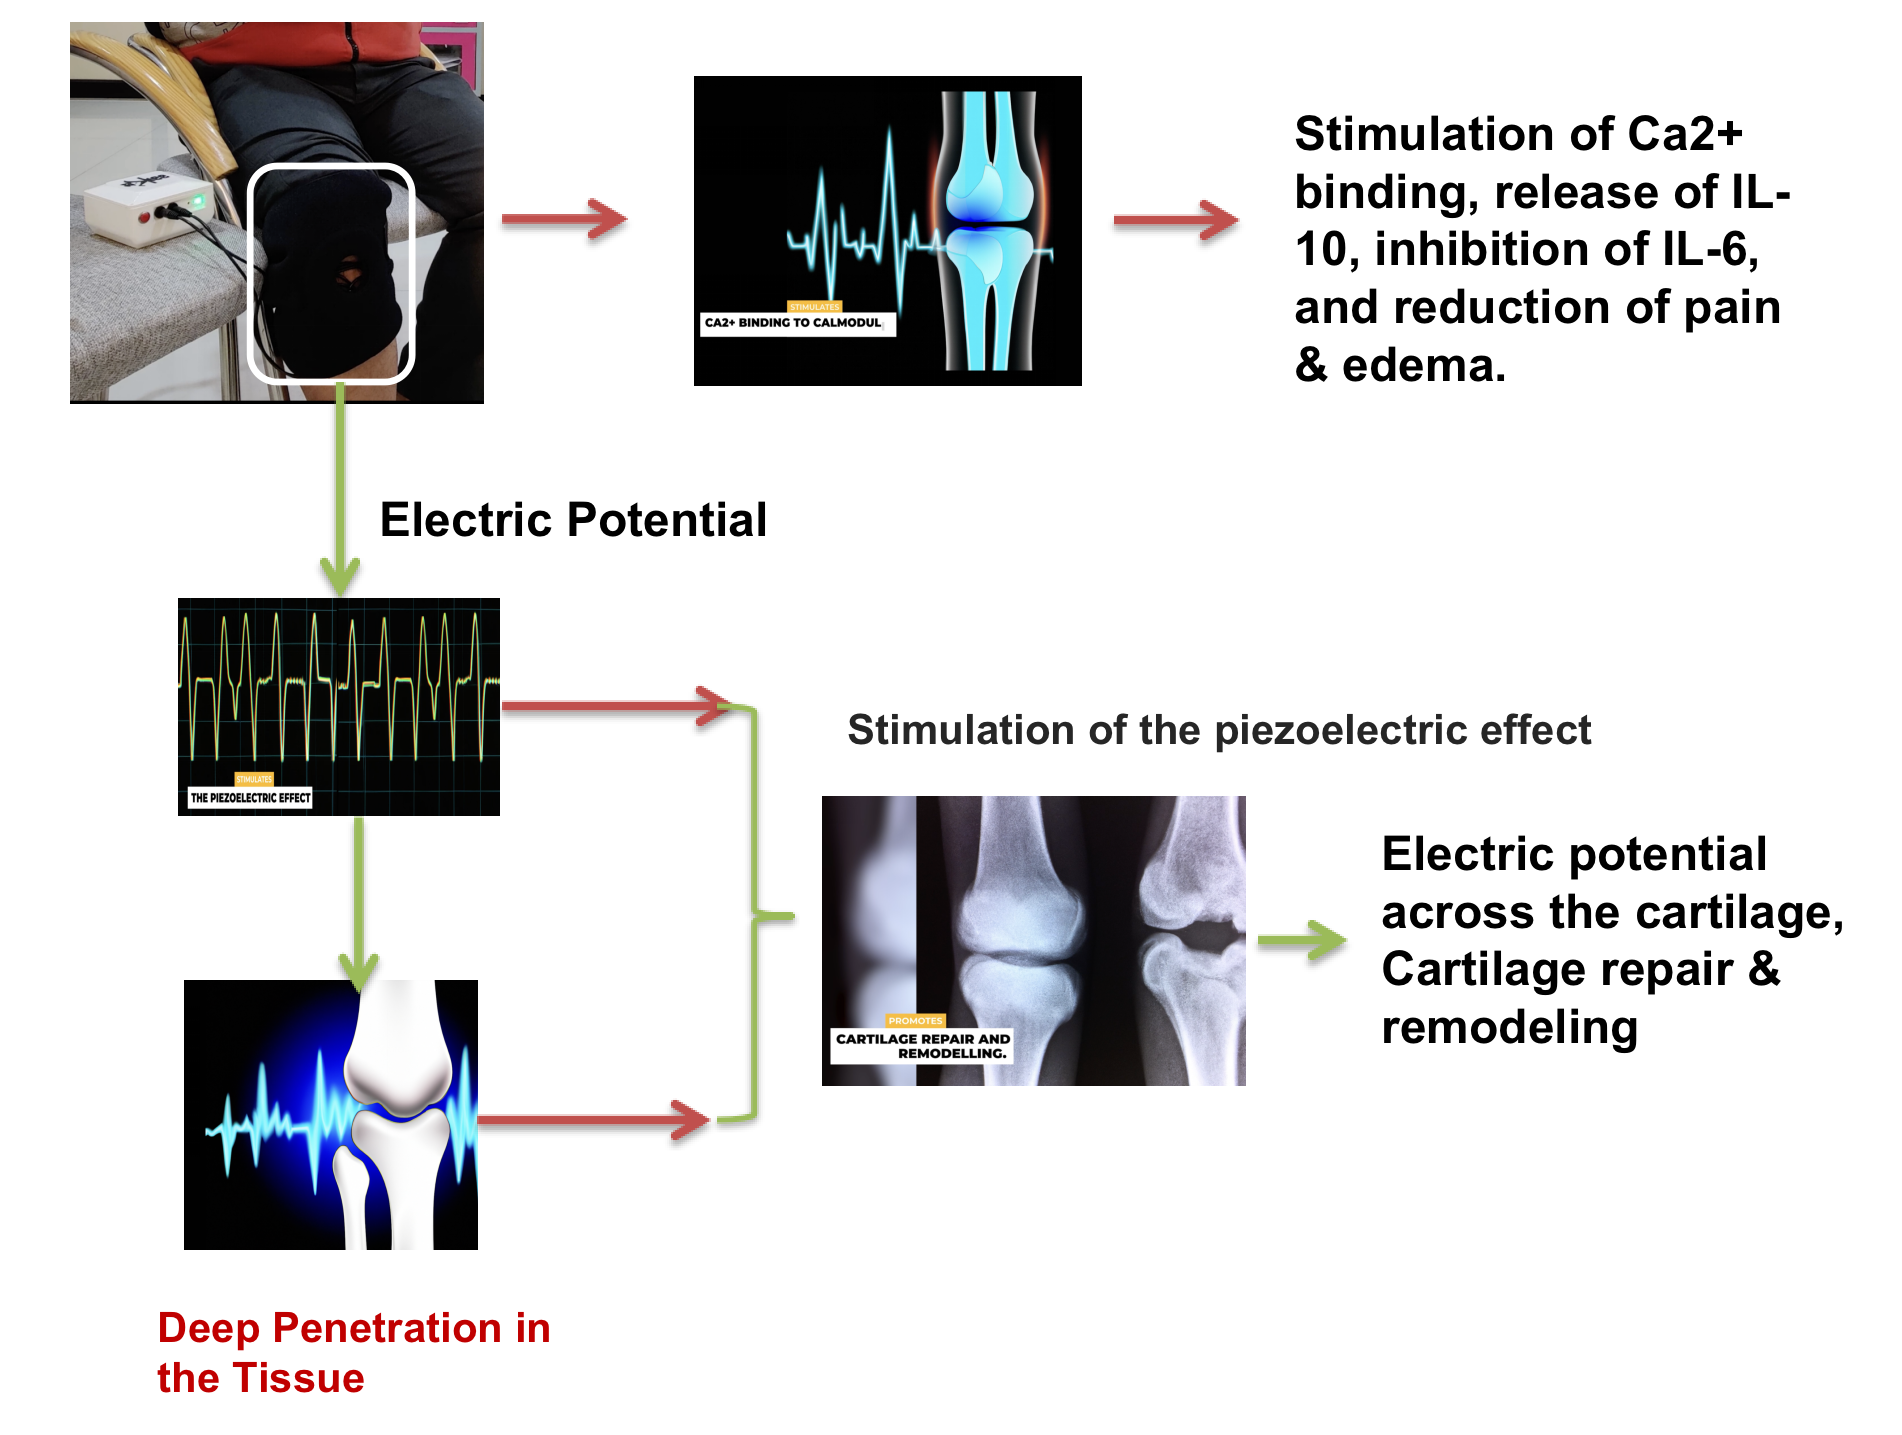 Stimulation of Ca2+
binding, release of IL-
10, inhibition of IL-6,
and reduction of pain
& edema.
STIMULATES
CA2+ BINDING TO CALMODUL
Electric Potential
STIMULATES
THE PIEZOELECTRIC EFFECT
Stimulation of the piezoelectric effect
PROMOTES
CARTILAGE REPAIR AND
REMODELLING.
Electric potential
across the cartilage,
Cartilage repair &
remodeling
Deep Penetration in
the Tissue